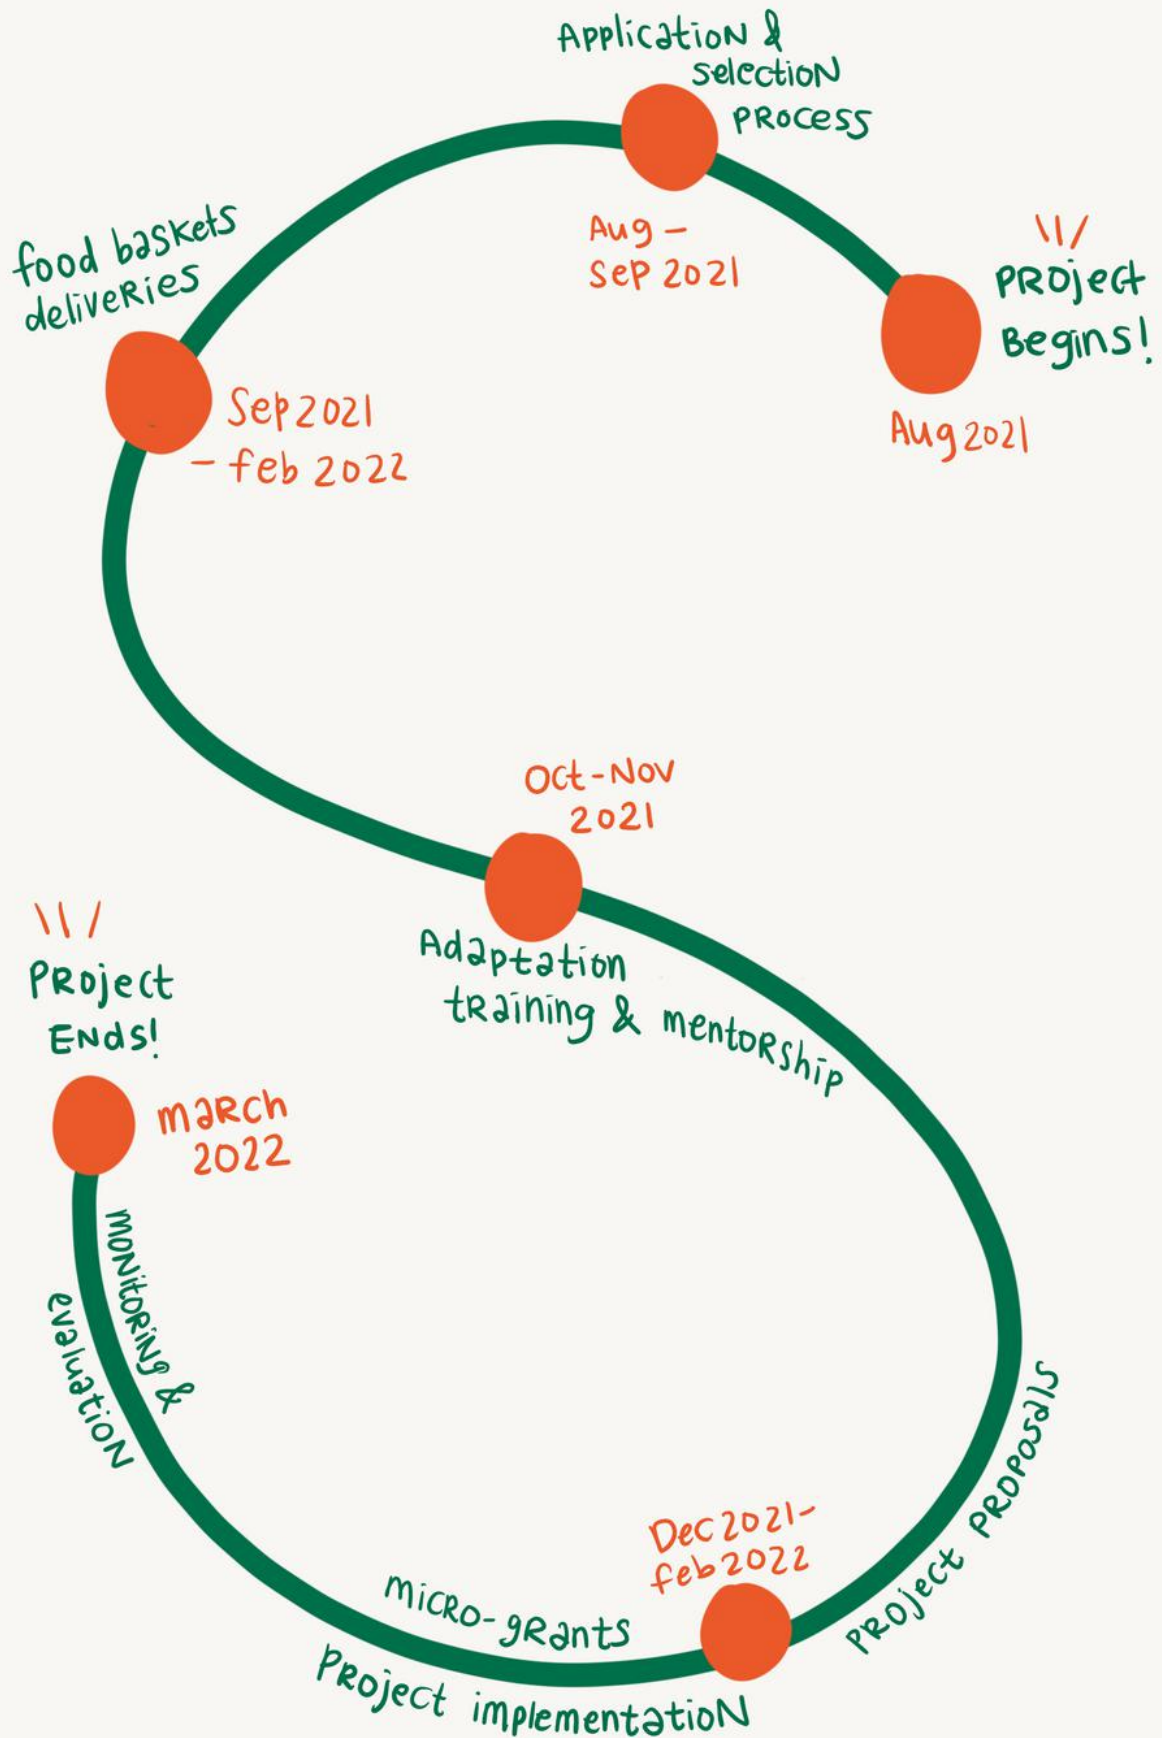 Application &
selection
process
Aug -
Sep 2021
Project
Begins!
Aug 2021
food baskets
deliveries
Sep 2021
- feb 2022
Oct - Nov
2021
Adaptation
training & mentorship
Project proposals
Dec 2021-
feb 2022
micro-grants
Project implementation
monitoring &
evaluation
Project
Ends!
march
2022